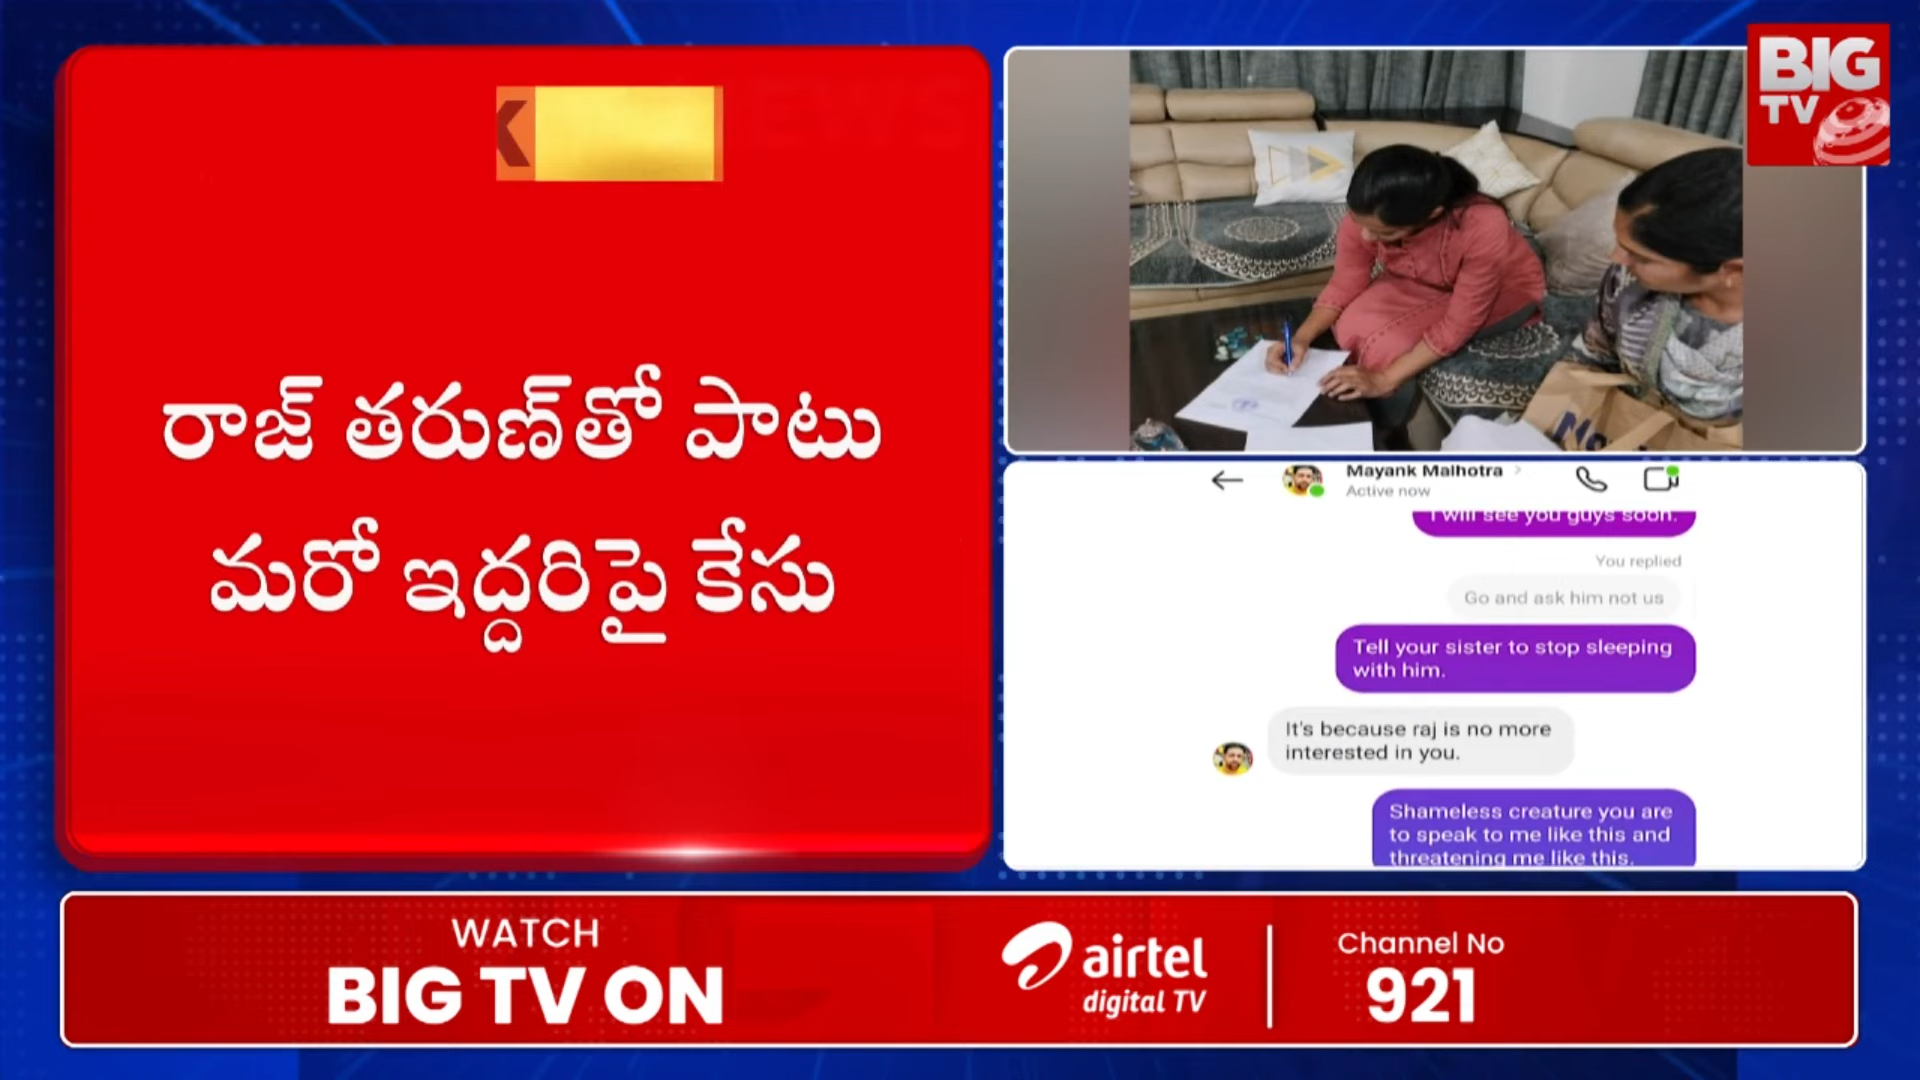 BIG
TV
రాజ్ తరుణ్‌తో పాటు
మరో ఇద్దరిపై కేసు
Mayank Malhotra
Active now
I will see you guys soon.
You replied
Go and ask him not us
Tell your sister to stop sleeping
with him.
It's because raj is no more
interested in you.
Shameless creature you are
to speak to me like this and
threatening me like this.
WATCH
BIG TV ON
airtel
digital TV
Channel No
921